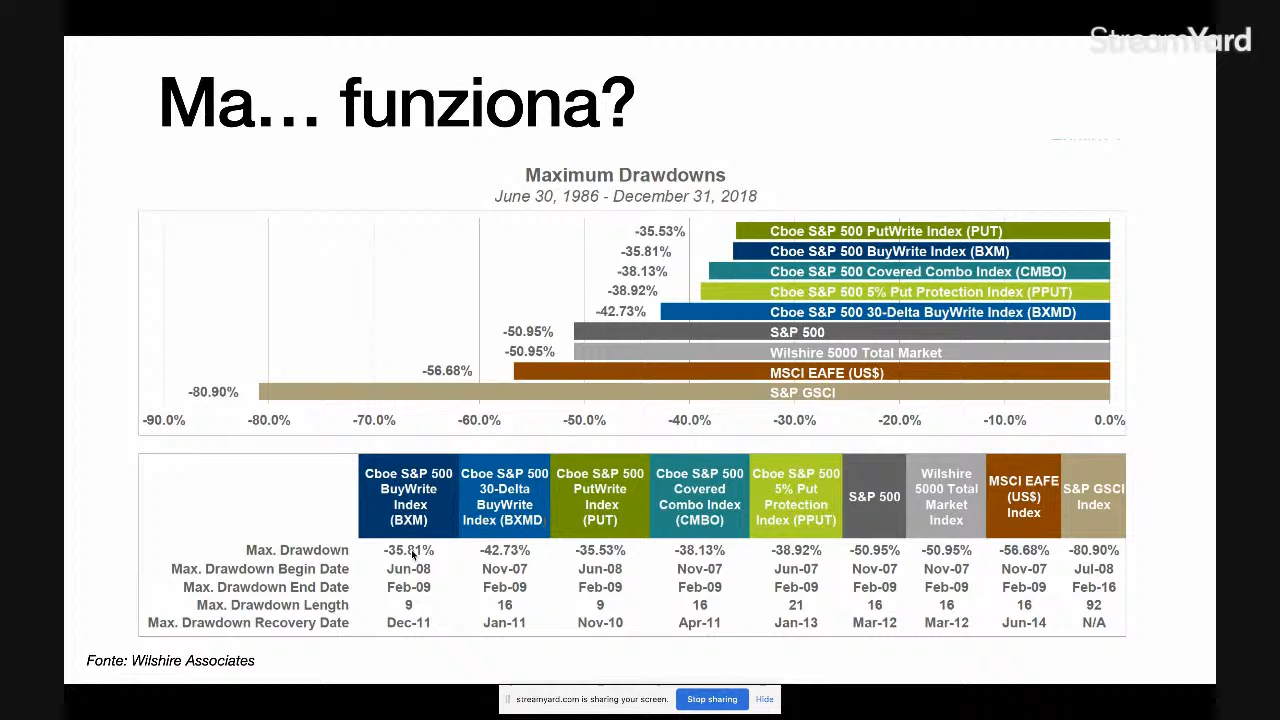 StreamYard
Ma... funziona?
Maximum Drawdowns
June 30, 1986 - December 31, 2018
-35.53% Cboe S&P 500 PutWrite Index (PUT)
-35.81% Cboe S&P 500 BuyWrite Index (BXM)
-38.13% Cboe S&P 500 Covered Combo Index (CMBO)
-38.92% Cboe S&P 500 5% Put Protection Index (PPUT)
-42.73% Cboe S&P 500 30-Delta BuyWrite Index (BXMD)
-50.95% S&P 500
-50.95% Wilshire 5000 Total Market
-56.68% MSCI EAFE (US$)
-80.90% S&P GSCI
-90.0% -80.0% -70.0% -60.0% -50.0% -40.0% -30.0% -20.0% -10.0% 0.0%
Cboe S&P 500
BuyWrite
Index
(BXM)
Cboe S&P 500
30-Delta
BuyWrite
Index (BXMD
Cboe S&P 500
PutWrite
Index
(PUT)
Cboe S&P 500
Covered
Combo Index
(CMBO)
Cboe S&P 500
5% Put
Protection
Index (PPUT)
S&P 500
Wilshire
5000 Total
Market
Index
MSCI EAFE
(US$)
Index
S&P GSCI
Index
Max. Drawdown -35.81% -42.73% -35.53% -38.13% -38.92% -50.95% -50.95% -56.68% -80.90%
Max. Drawdown Begin Date Jun-08 Nov-07 Jun-08 Nov-07 Jun-07 Nov-07 Nov-07 Nov-07 Jul-08
Max. Drawdown End Date Feb-09 Feb-09 Feb-09 Feb-09 Feb-09 Feb-09 Feb-09 Feb-09 Feb-16
Max. Drawdown Length 9 16 9 16 21 16 16 16 92
Max. Drawdown Recovery Date Dec-11 Jan-11 Nov-10 Apr-11 Jan-13 Mar-12 Mar-12 Jun-14 N/A
Fonte: Wilshire Associates
streamyard.com is sharing your screen. Stop sharing Hide